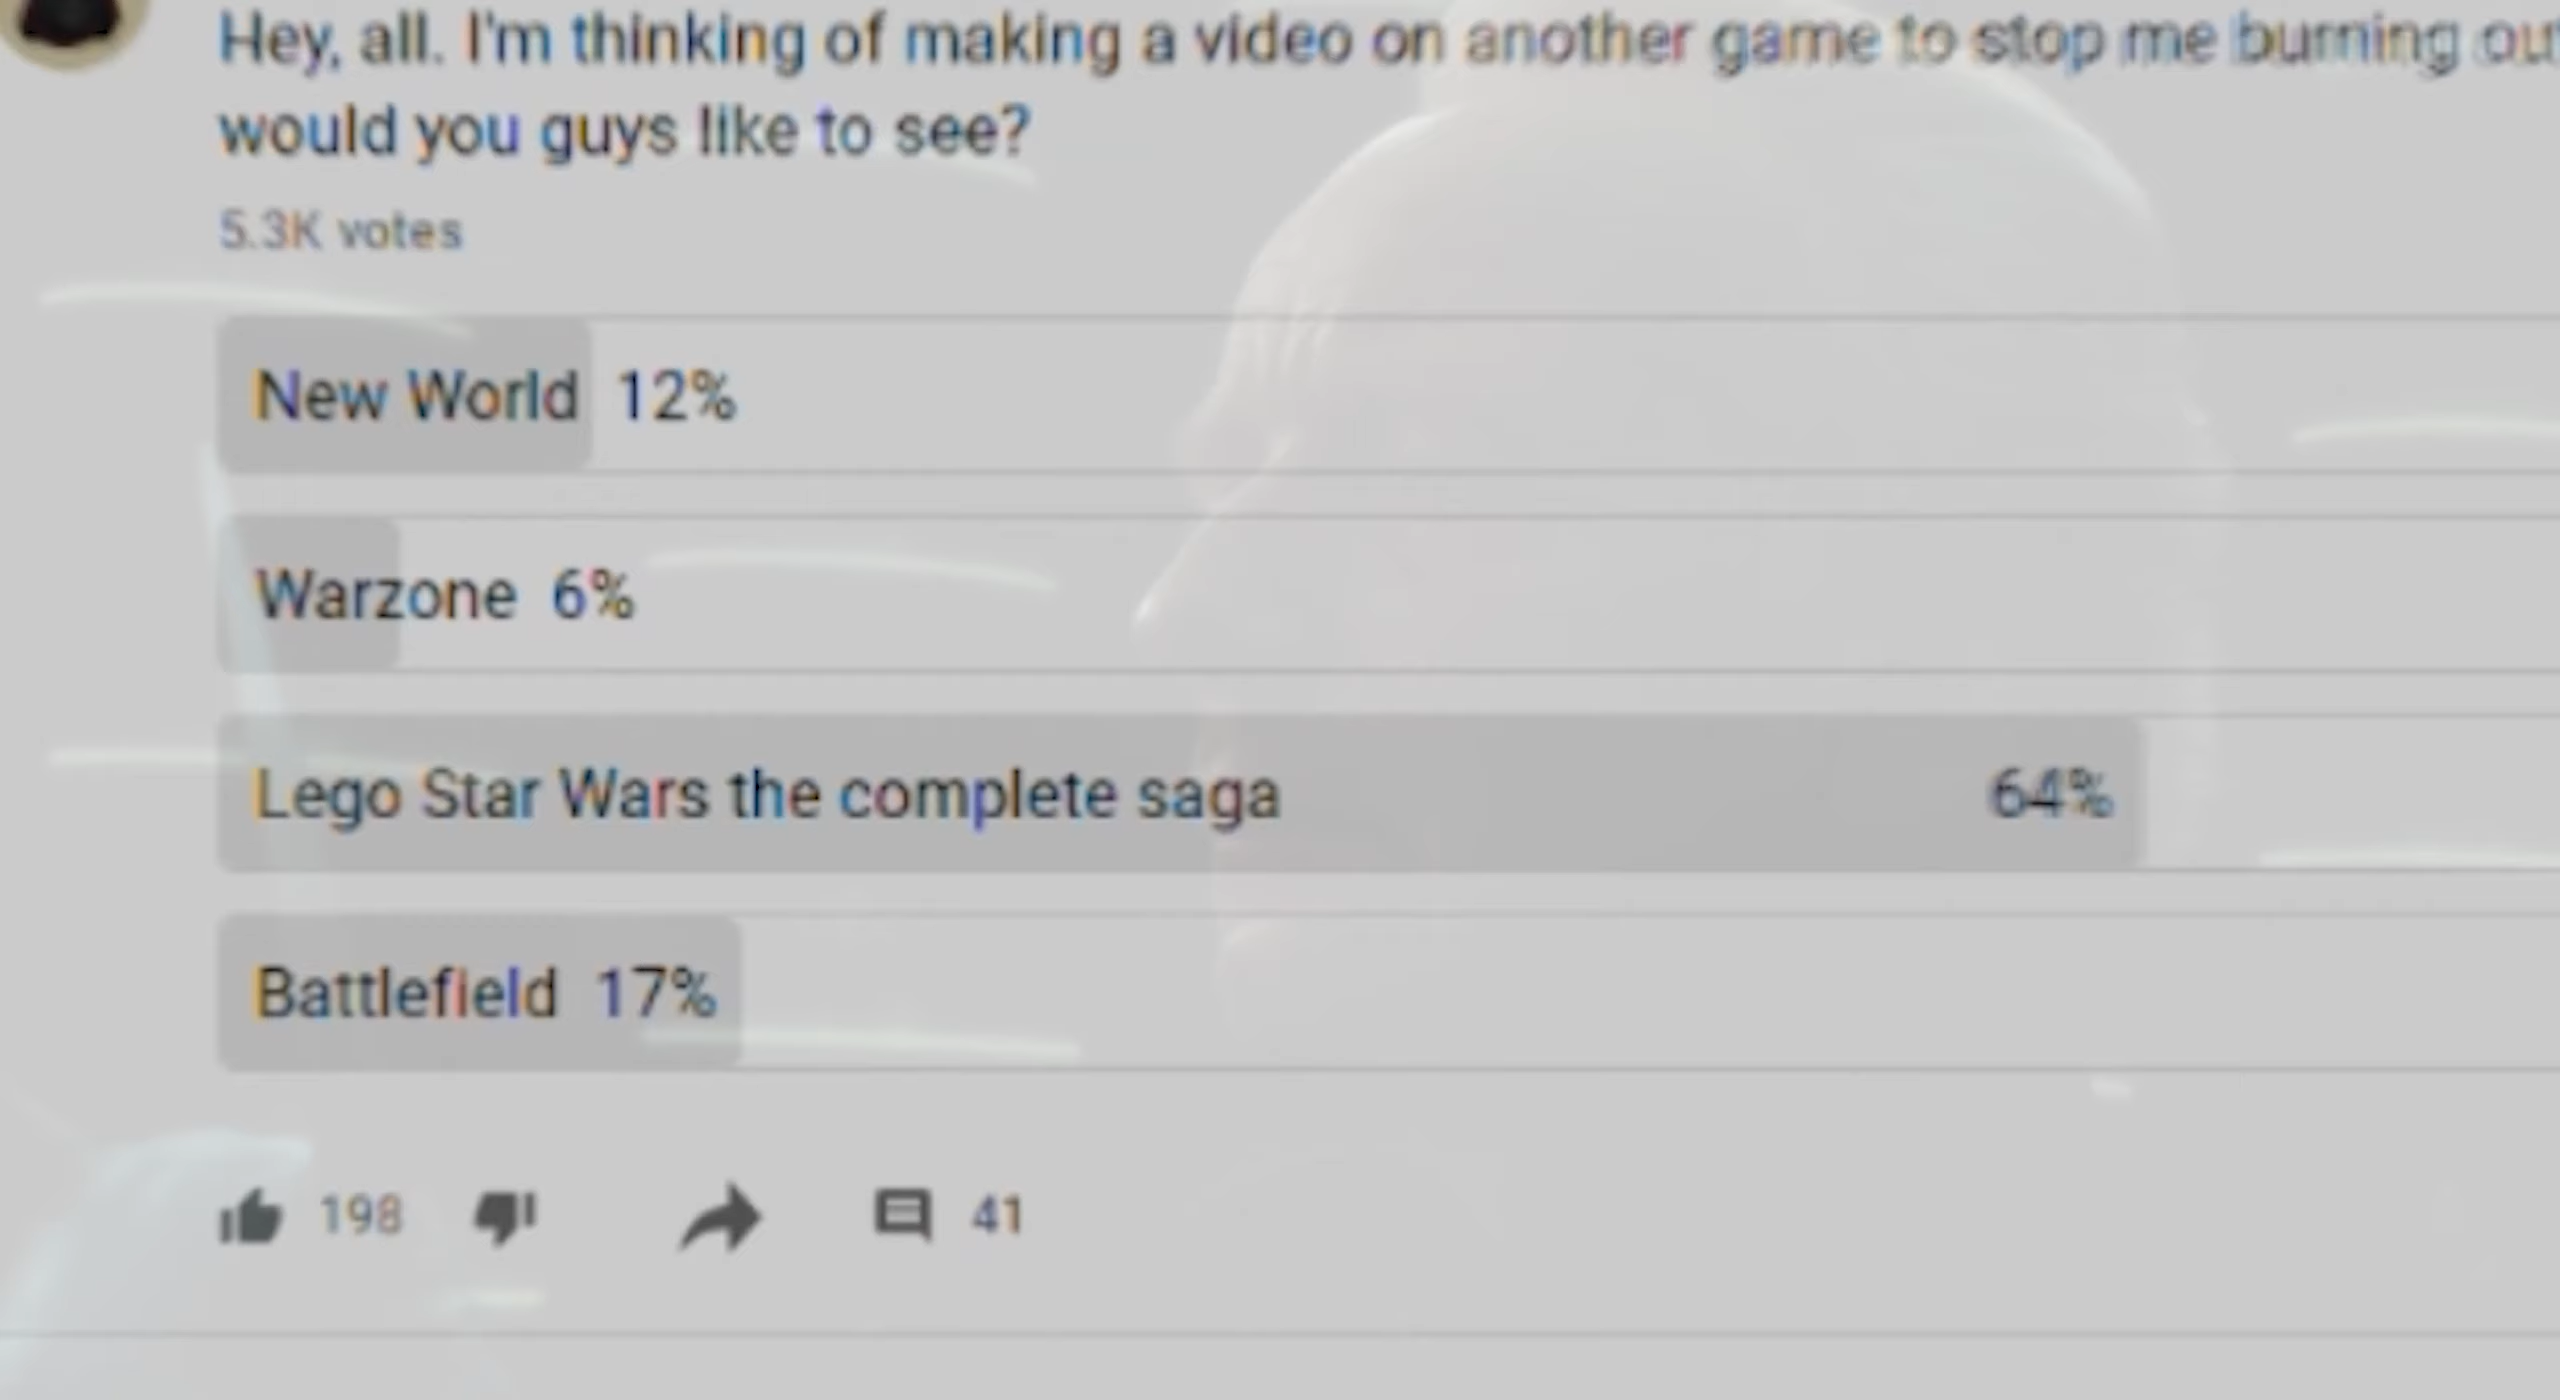 Hey, all. I'm thinking of making a video on another game to stop me burning out
would you guys like to see?
5.3K votes
New World 12%
Warzone 6%
Lego Star Wars the complete saga 64%
Battlefield 17%
198 41